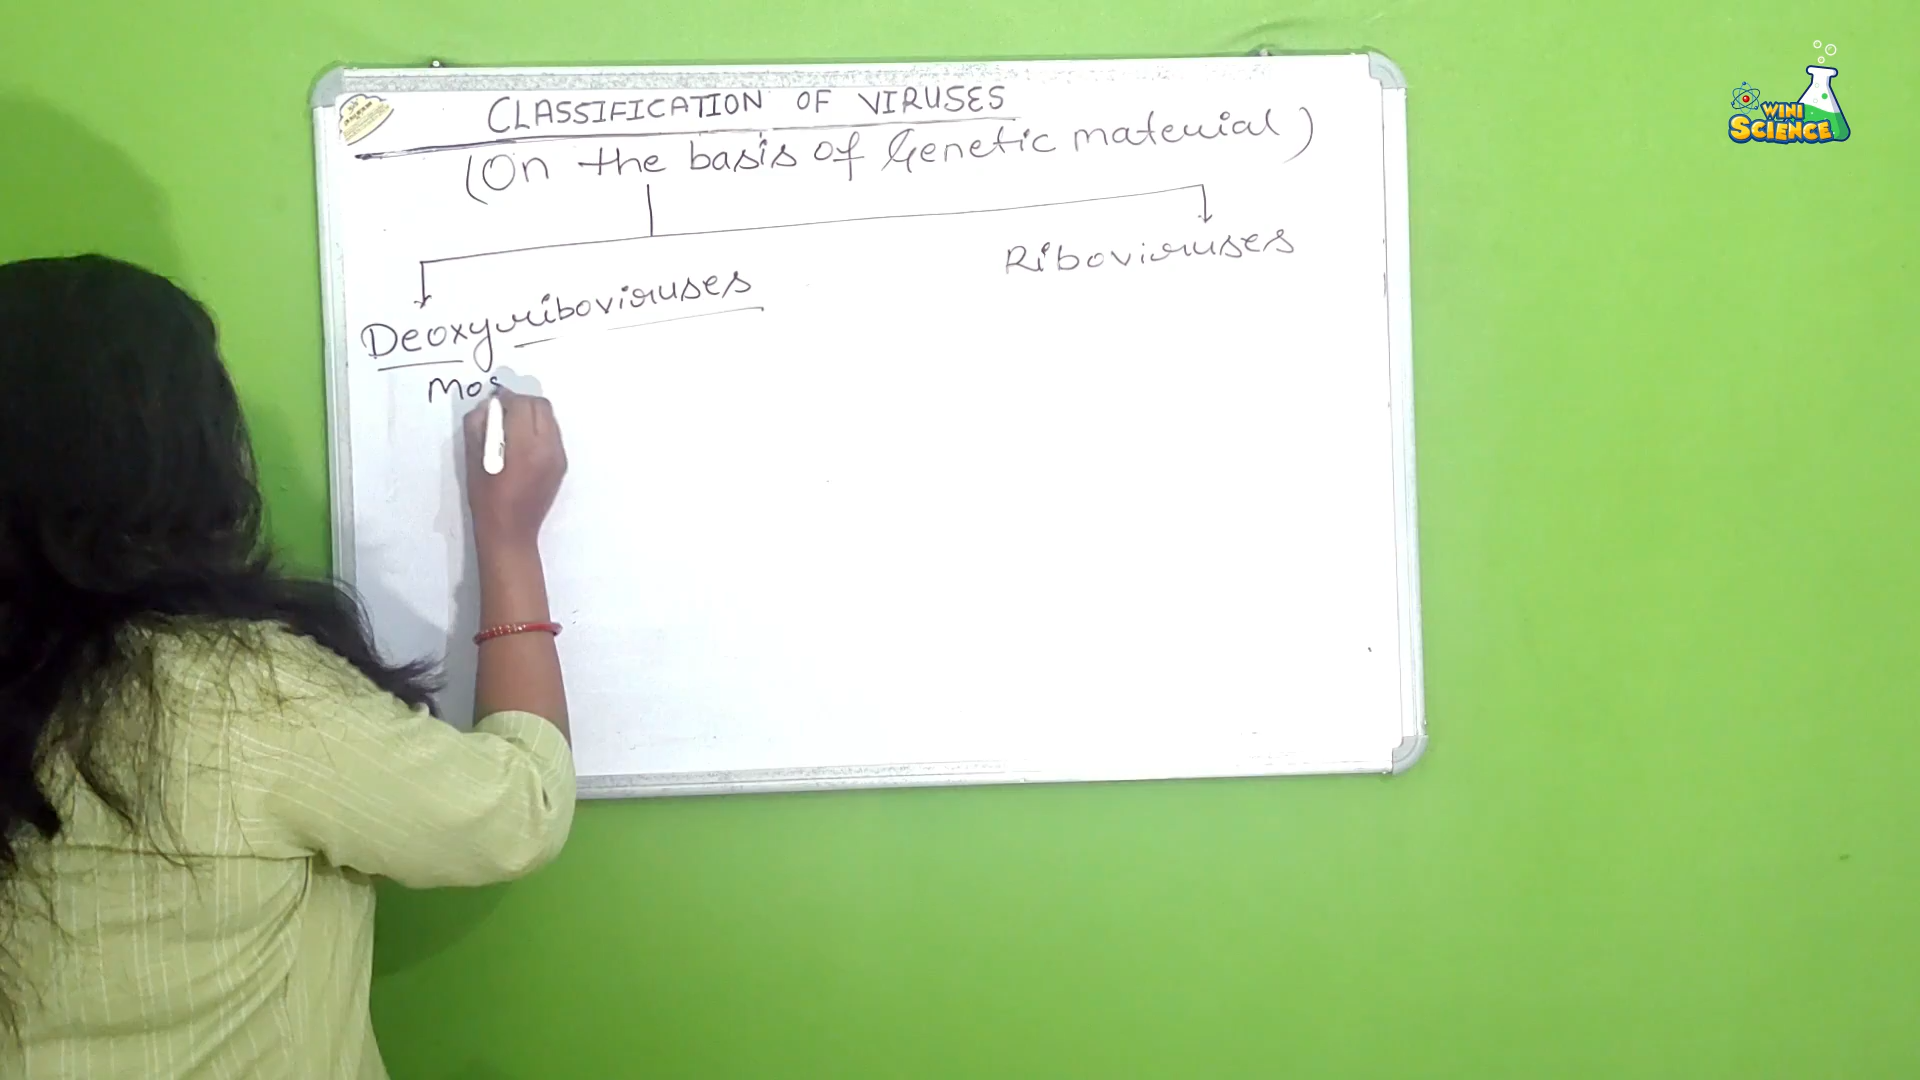 CLASSIFICATION OF VIRUSES
(On the basis of Genetic material)
Riboviruses
Deoxyriboviruses
Mos
WINI
SCIENCE